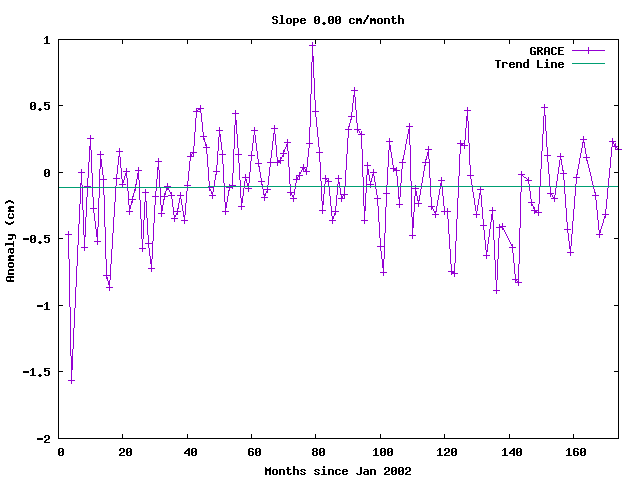 Slope 0.00 cm/month
GRACE
Trend Line
1
0.5
0
-0.5
-1
-1.5
-2
Anomaly (cm)
0 20 40 60 80 100 120 140 160
Months since Jan 2002